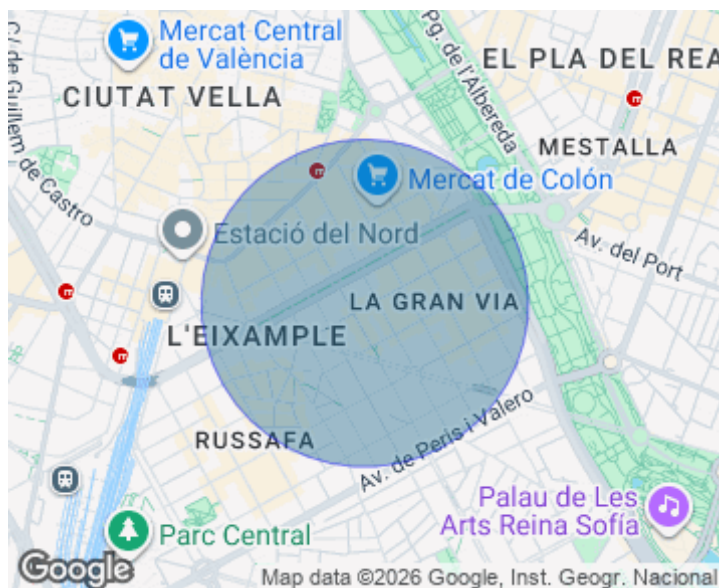 Mercat Central
de València
Pg. de l'Albereda
EL PLA DEL REA
C/ de Guillem de Castro
CIUTAT VELLA
MESTALLA
Mercat de Colón
Estació del Nord
Av. del Port
LA GRAN VIA
L'EIXAMPLE
RUSSAFA
Av. de Peris i Valero
Palau de Les
Arts Reina Sofía
Parc Central
Google
Map data ©2026 Google, Inst. Geogr. Nacional